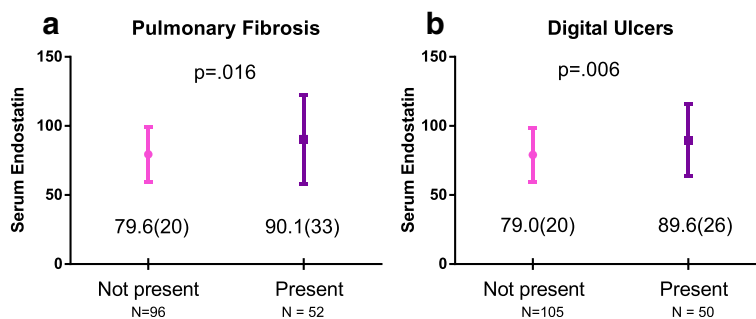 a
Pulmonary Fibrosis
Serum Endostatin
150
100
50
0
p=.016
79.6(20)
90.1(33)
Not present
N=96
Present
N = 52
b
Digital Ulcers
Serum Endostatin
150
100
50
0
p=.006
79.0(20)
89.6(26)
Not present
N=105
Present
N = 50